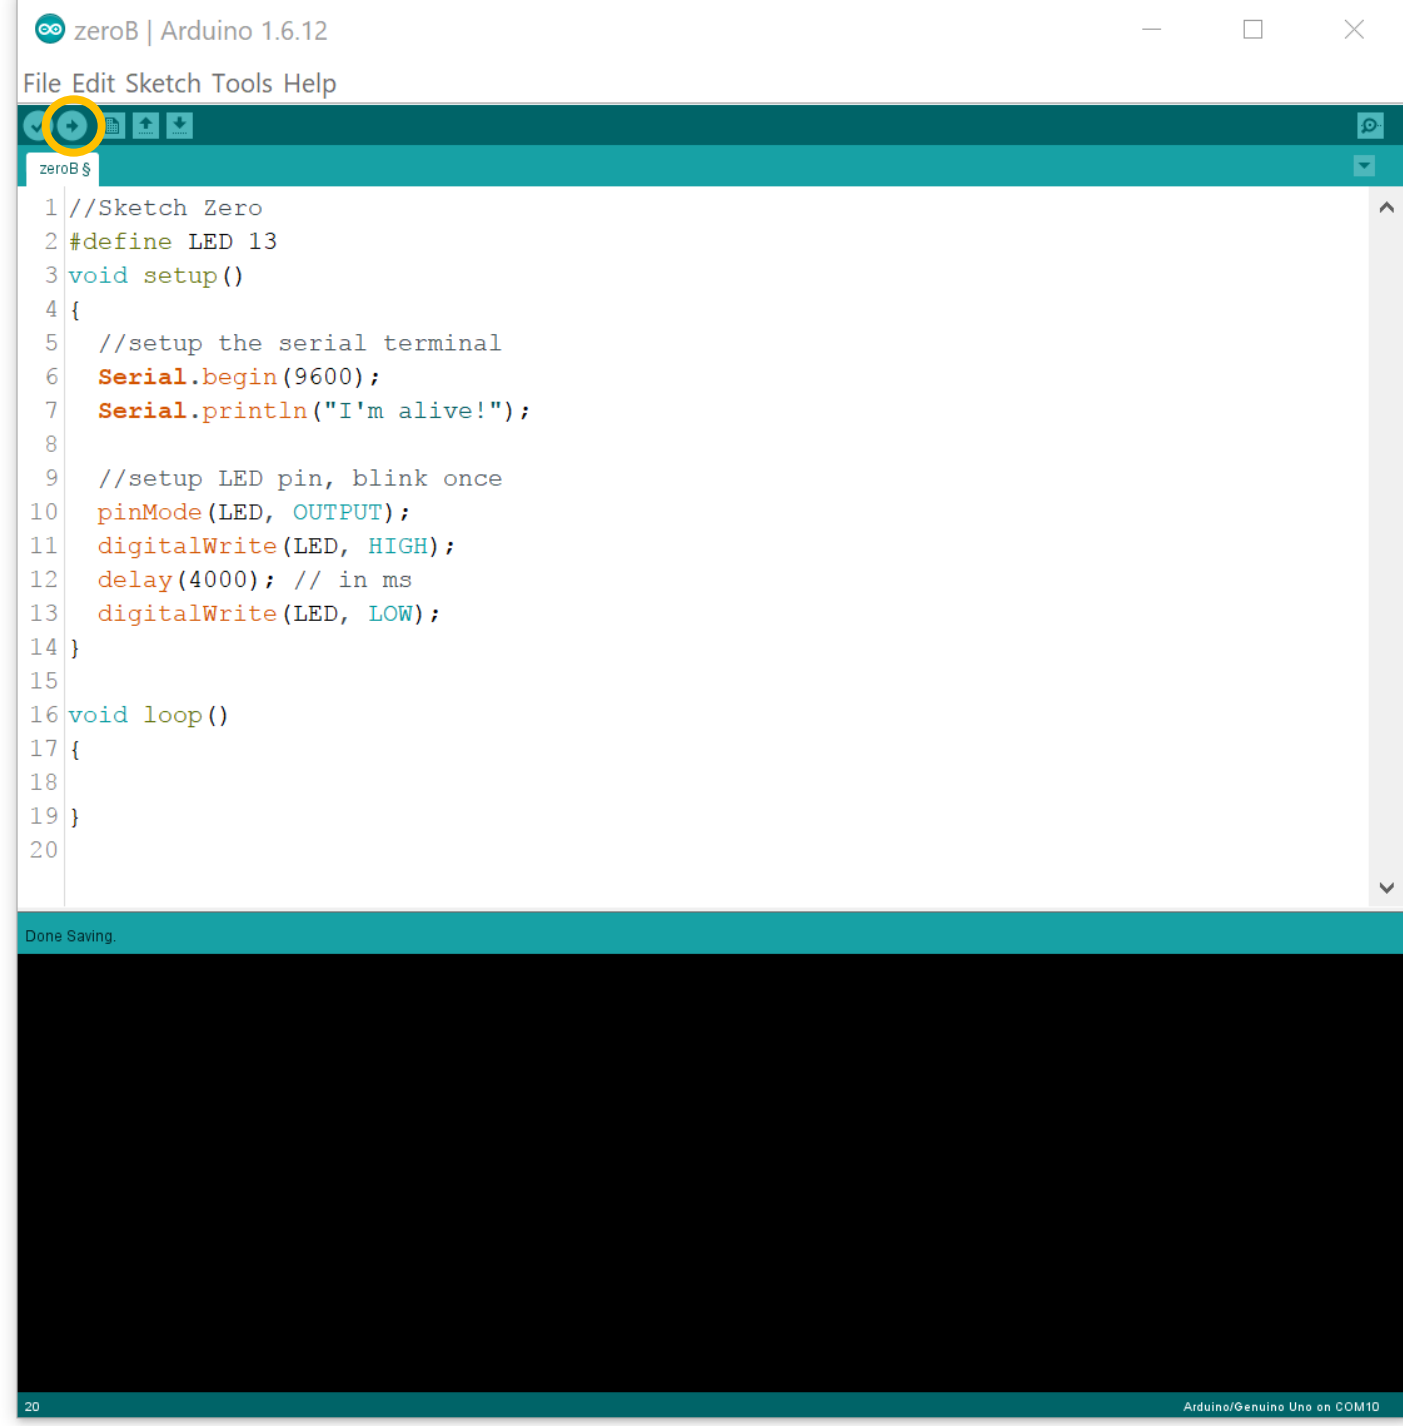 zeroB | Arduino 1.6.12
File Edit Sketch Tools Help
zeroB §
1 //Sketch Zero
2 #define LED 13
3 void setup()
4 {
5   //setup the serial terminal
6   Serial.begin(9600);
7   Serial.println("I'm alive!");
8
9   //setup LED pin, blink once
10   pinMode(LED, OUTPUT);
11   digitalWrite(LED, HIGH);
12   delay(4000); // in ms
13   digitalWrite(LED, LOW);
14 }
15
16 void loop()
17 {
18
19 }
20
Done Saving.
20 Arduino/Genuino Uno on COM10